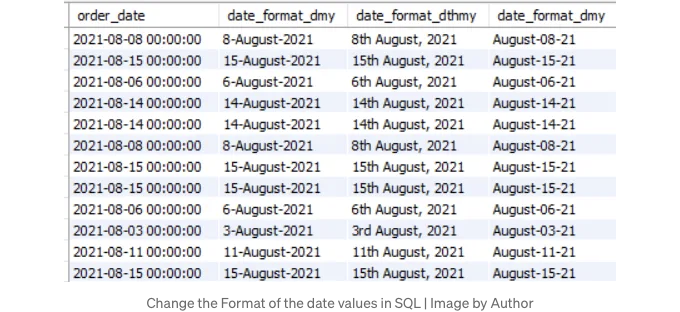 order_date date_format_dmy date_format_dthmy date_format_dmy
2021-08-08 00:00:00 8-August-2021 8th August, 2021 August-08-21
2021-08-15 00:00:00 15-August-2021 15th August, 2021 August-15-21
2021-08-06 00:00:00 6-August-2021 6th August, 2021 August-06-21
2021-08-14 00:00:00 14-August-2021 14th August, 2021 August-14-21
2021-08-14 00:00:00 14-August-2021 14th August, 2021 August-14-21
2021-08-08 00:00:00 8-August-2021 8th August, 2021 August-08-21
2021-08-15 00:00:00 15-August-2021 15th August, 2021 August-15-21
2021-08-15 00:00:00 15-August-2021 15th August, 2021 August-15-21
2021-08-06 00:00:00 6-August-2021 6th August, 2021 August-06-21
2021-08-03 00:00:00 3-August-2021 3rd August, 2021 August-03-21
2021-08-11 00:00:00 11-August-2021 11th August, 2021 August-11-21
2021-08-15 00:00:00 15-August-2021 15th August, 2021 August-15-21
Change the Format of the date values in SQL | Image by Author